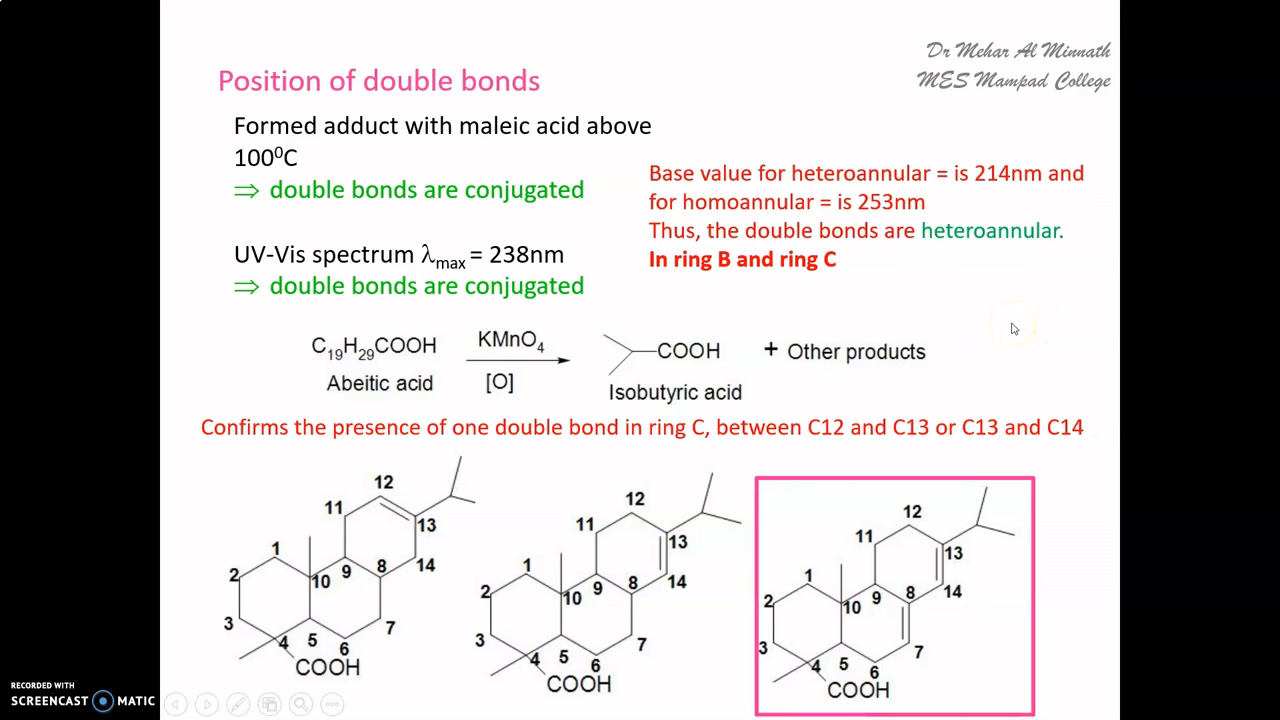 Dr Mehar Al Minnath
MES Mampad College
Position of double bonds
Formed adduct with maleic acid above
100⁰C
⇒ double bonds are conjugated
UV-Vis spectrum λmax = 238nm
⇒ double bonds are conjugated
Base value for heteroannular = is 214nm and
for homoannular = is 253nm
Thus, the double bonds are heteroannular.
In ring B and ring C
C19H29COOH
Abeitic acid
KMnO4
[O]
COOH
Isobutyric acid
+ Other products
Confirms the presence of one double bond in ring C, between C12 and C13 or C13 and C14
12
11
13
1
2
10
9
8
14
3
4
5
6
7
COOH
12
11
13
1
2
10
9
8
14
3
4
5
6
7
COOH
12
11
13
1
2
10
9
8
14
3
4
5
6
7
COOH
RECORDED WITH
SCREENCAST MATIC